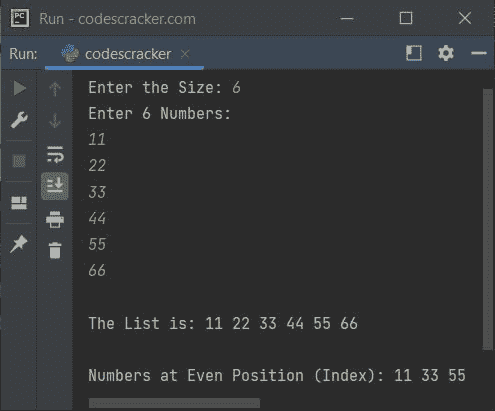 PC
Run - codescracker.com
Run:
codescracker
Enter the Size: 6
Enter 6 Numbers:
11
22
33
44
55
66
The List is: 11 22 33 44 55 66
Numbers at Even Position (Index): 11 33 55